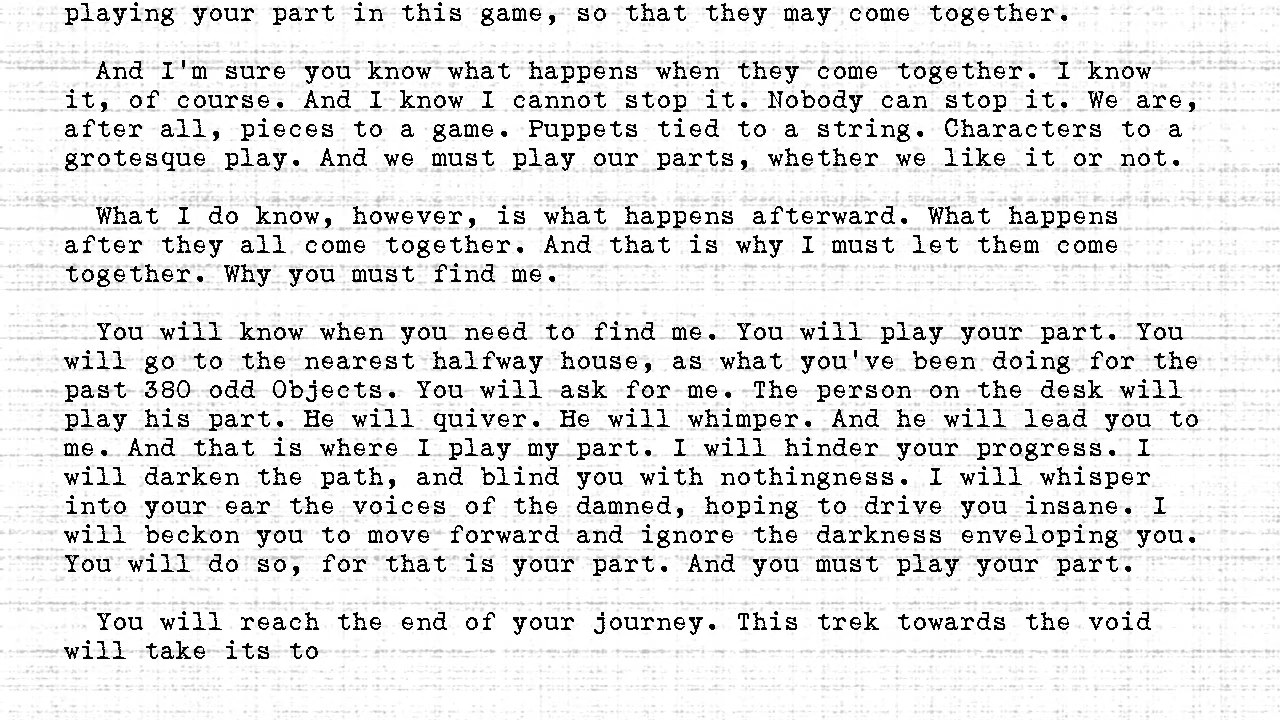 playing your part in this game, so that they may come together.
And I'm sure you know what happens when they come together. I know
it, of course. And I know I cannot stop it. Nobody can stop it. We are,
after all, pieces to a game. Puppets tied to a string. Characters to a
grotesque play. And we must play our parts, whether we like it or not.
What I do know, however, is what happens afterward. What happens
after they all come together. And that is why I must let them come
together. Why you must find me.
You will know when you need to find me. You will play your part. You
will go to the nearest halfway house, as what you've been doing for the
past 380 odd Objects. You will ask for me. The person on the desk will
play his part. He will quiver. He will whimper. And he will lead you to
me. And that is where I play my part. I will hinder your progress. I
will darken the path, and blind you with nothingness. I will whisper
into your ear the voices of the damned, hoping to drive you insane. I
will beckon you to move forward and ignore the darkness enveloping you.
You will do so, for that is your part. And you must play your part.
You will reach the end of your journey. This trek towards the void
will take its to